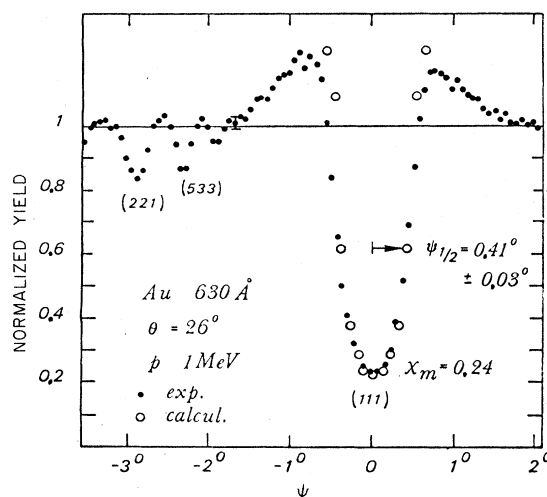 NORMALIZED YIELD
1
0.8
0.6
0.4
0.2
(221)
(533)
ψ1/2 = 0.41°
± 0.03°
Au 630 Å
θ = 26°
p 1MeV
• exp.
○ calcul.
χm = 0.24
(111)
-3° -2° -1° 0 1° 2°
ψ